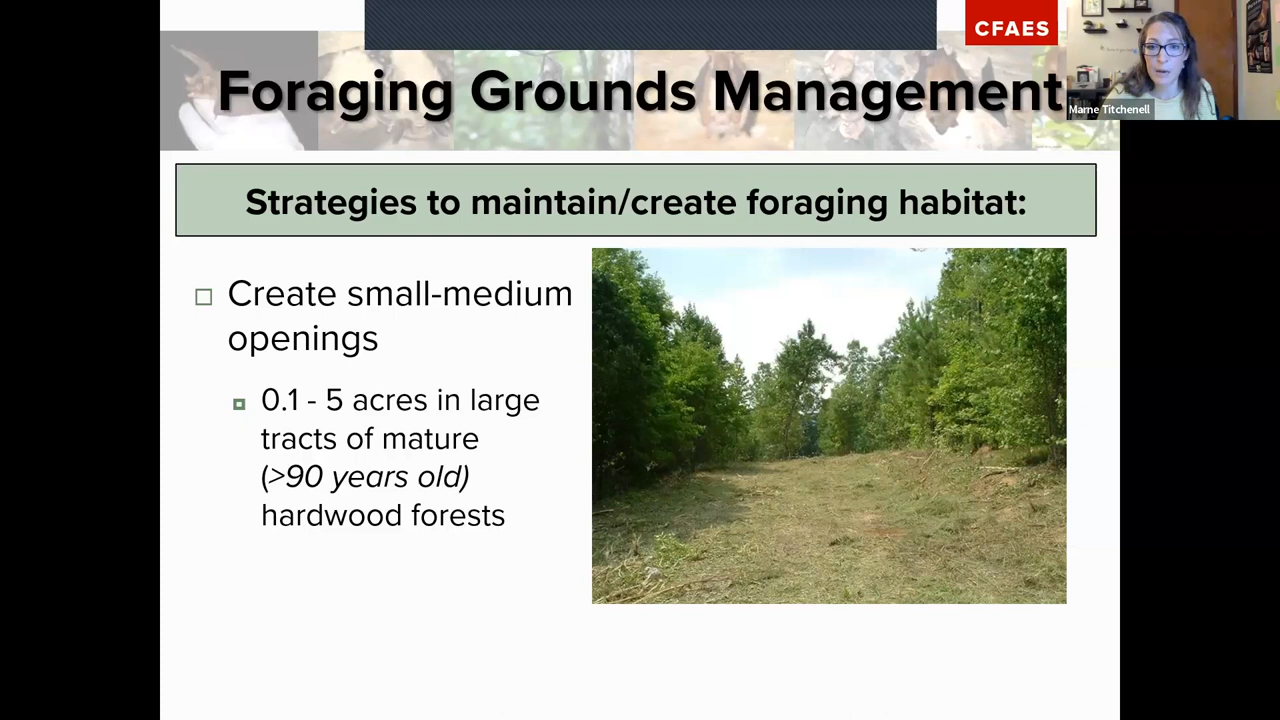 CFAES
Foraging Grounds Management
Marne Titchenell
Strategies to maintain/create foraging habitat:
Create small-medium
openings
0.1 - 5 acres in large
tracts of mature
(>90 years old)
hardwood forests